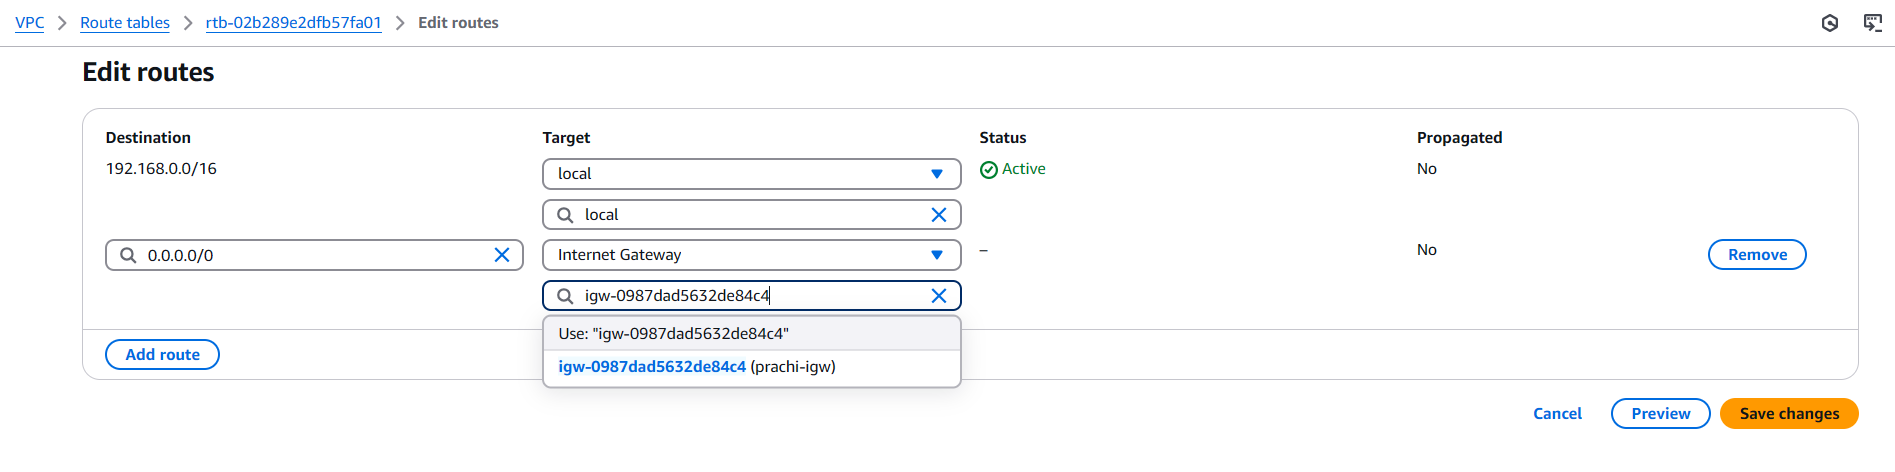 VPC > Route tables > rtb-02b289e2dfb57fa01 > Edit routes
Edit routes
Destination Target Status Propagated
192.168.0.0/16 local Active No
local
0.0.0.0/0 Internet Gateway – No Remove
igw-0987dad5632de84c4
Use: "igw-0987dad5632de84c4"
Add route
igw-0987dad5632de84c4 (prachi-igw)
Cancel Preview Save changes